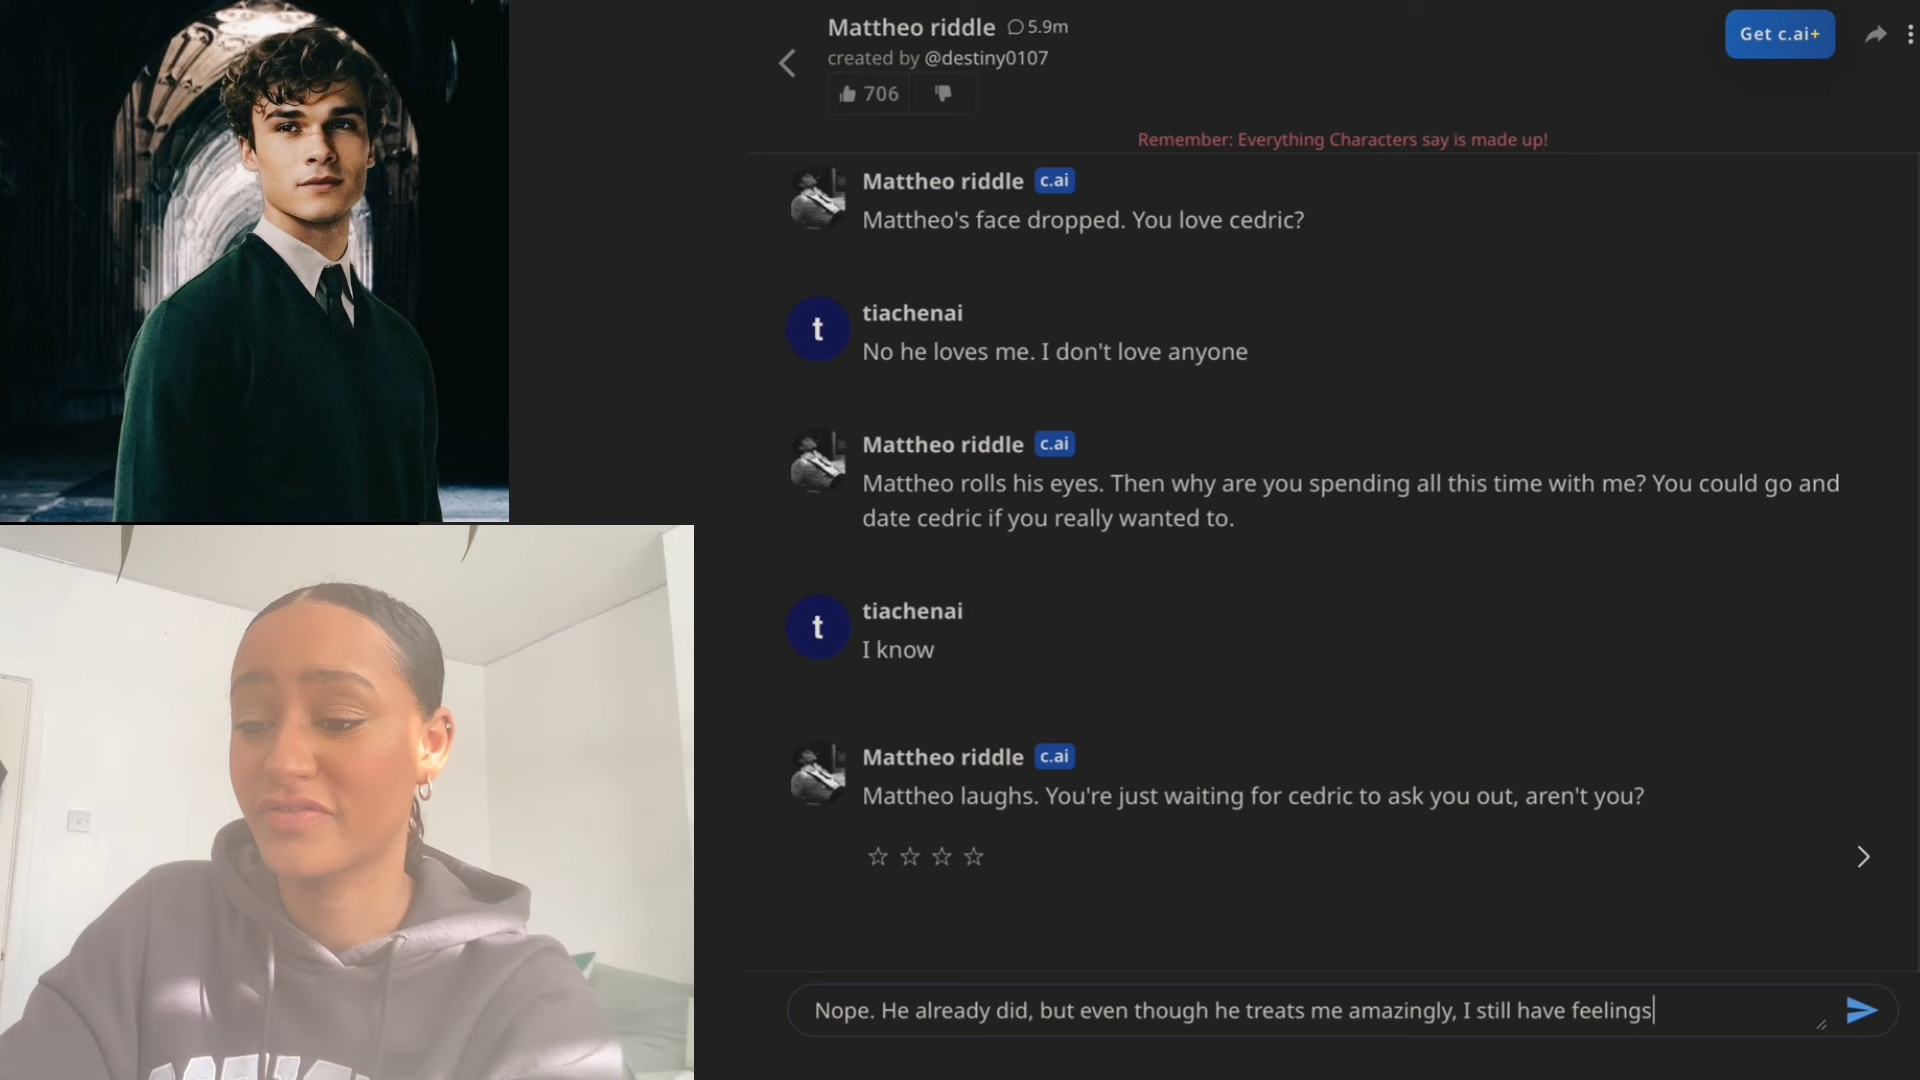 Mattheo riddle 5.9m
created by @destiny0107
706
Get c.ai+
Remember: Everything Characters say is made up!
Mattheo riddle c.ai
Mattheo's face dropped. You love cedric?
t
tiachenai
No he loves me. I don't love anyone
Mattheo riddle c.ai
Mattheo rolls his eyes. Then why are you spending all this time with me? You could go and
date cedric if you really wanted to.
t
tiachenai
I know
Mattheo riddle c.ai
Mattheo laughs. You're just waiting for cedric to ask you out, aren't you?
Nope. He already did, but even though he treats me amazingly, I still have feelings